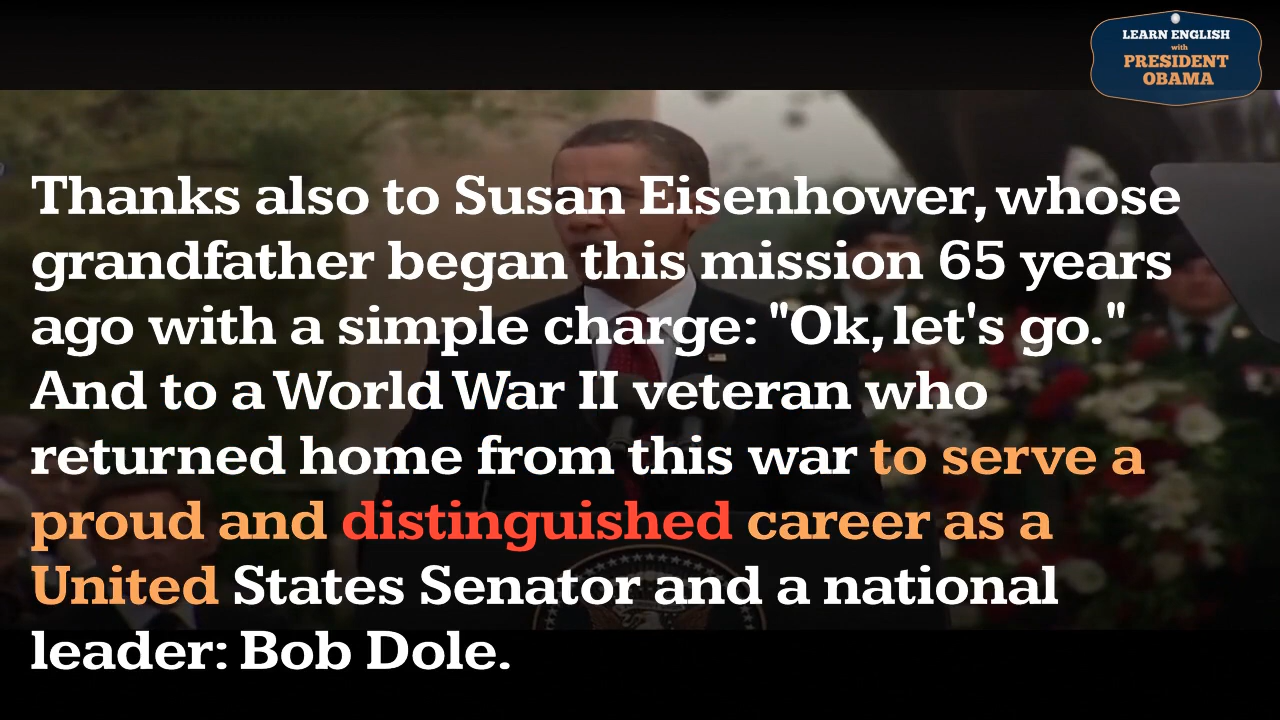 LEARN ENGLISH
with
PRESIDENT
OBAMA
Thanks also to Susan Eisenhower, whose
grandfather began this mission 65 years
ago with a simple charge: "Ok, let's go."
And to a World War II veteran who
returned home from this war to serve a
proud and distinguished career as a
United States Senator and a national
leader: Bob Dole.